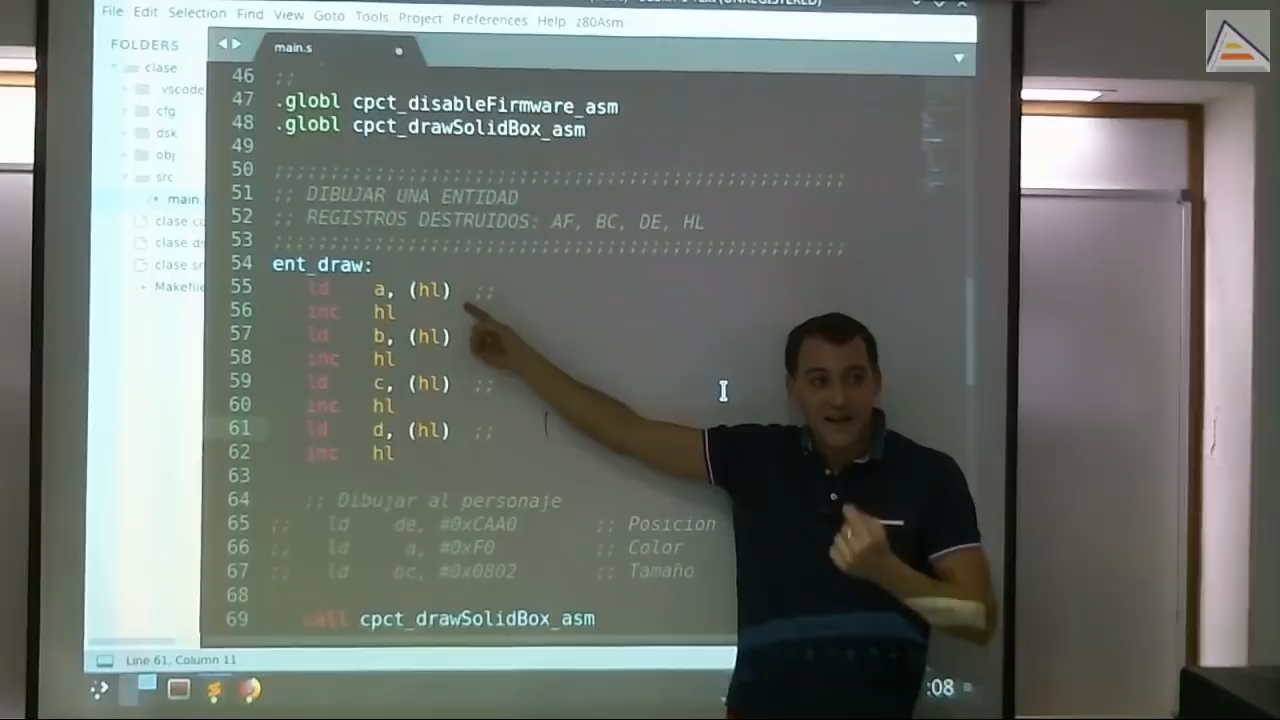 File Edit Selection Find View Goto Tools Project Preferences Help z80Asm
FOLDERS
clase
vscode
cfg
dsk
obj
src
main.
clase
clase
clase
Makefile
main.s
46 ;;
47 .globl cpct_disableFirmware_asm
48 .globl cpct_drawSolidBox_asm
49
50 ;;;;;;;;;;;;;;;;;;;;;;;;;;;;;;;;;;;;;;;;;;;;;;;;;;
51 ;; DIBUJAR UNA ENTIDAD
52 ;; REGISTROS DESTRUIDOS: AF, BC, DE, HL
53 ;;;;;;;;;;;;;;;;;;;;;;;;;;;;;;;;;;;;;;;;;;;;;;;;;;
54 ent_draw:
55 ld a, (hl) ;;
56 inc hl
57 ld b, (hl)
58 inc hl
59 ld c, (hl) ;;
60 inc hl
61 ld d, (hl) ;;
62 inc hl
63
64 ;; Dibujar al personaje
65 ;; ld de, #0xCAA0 ;; Posicion
66 ;; ld a, #0xF0 ;; Color
67 ;; ld bc, #0x0802 ;; Tamaño
68
69 call cpct_drawSolidBox_asm
Line 61, Column 11
:08